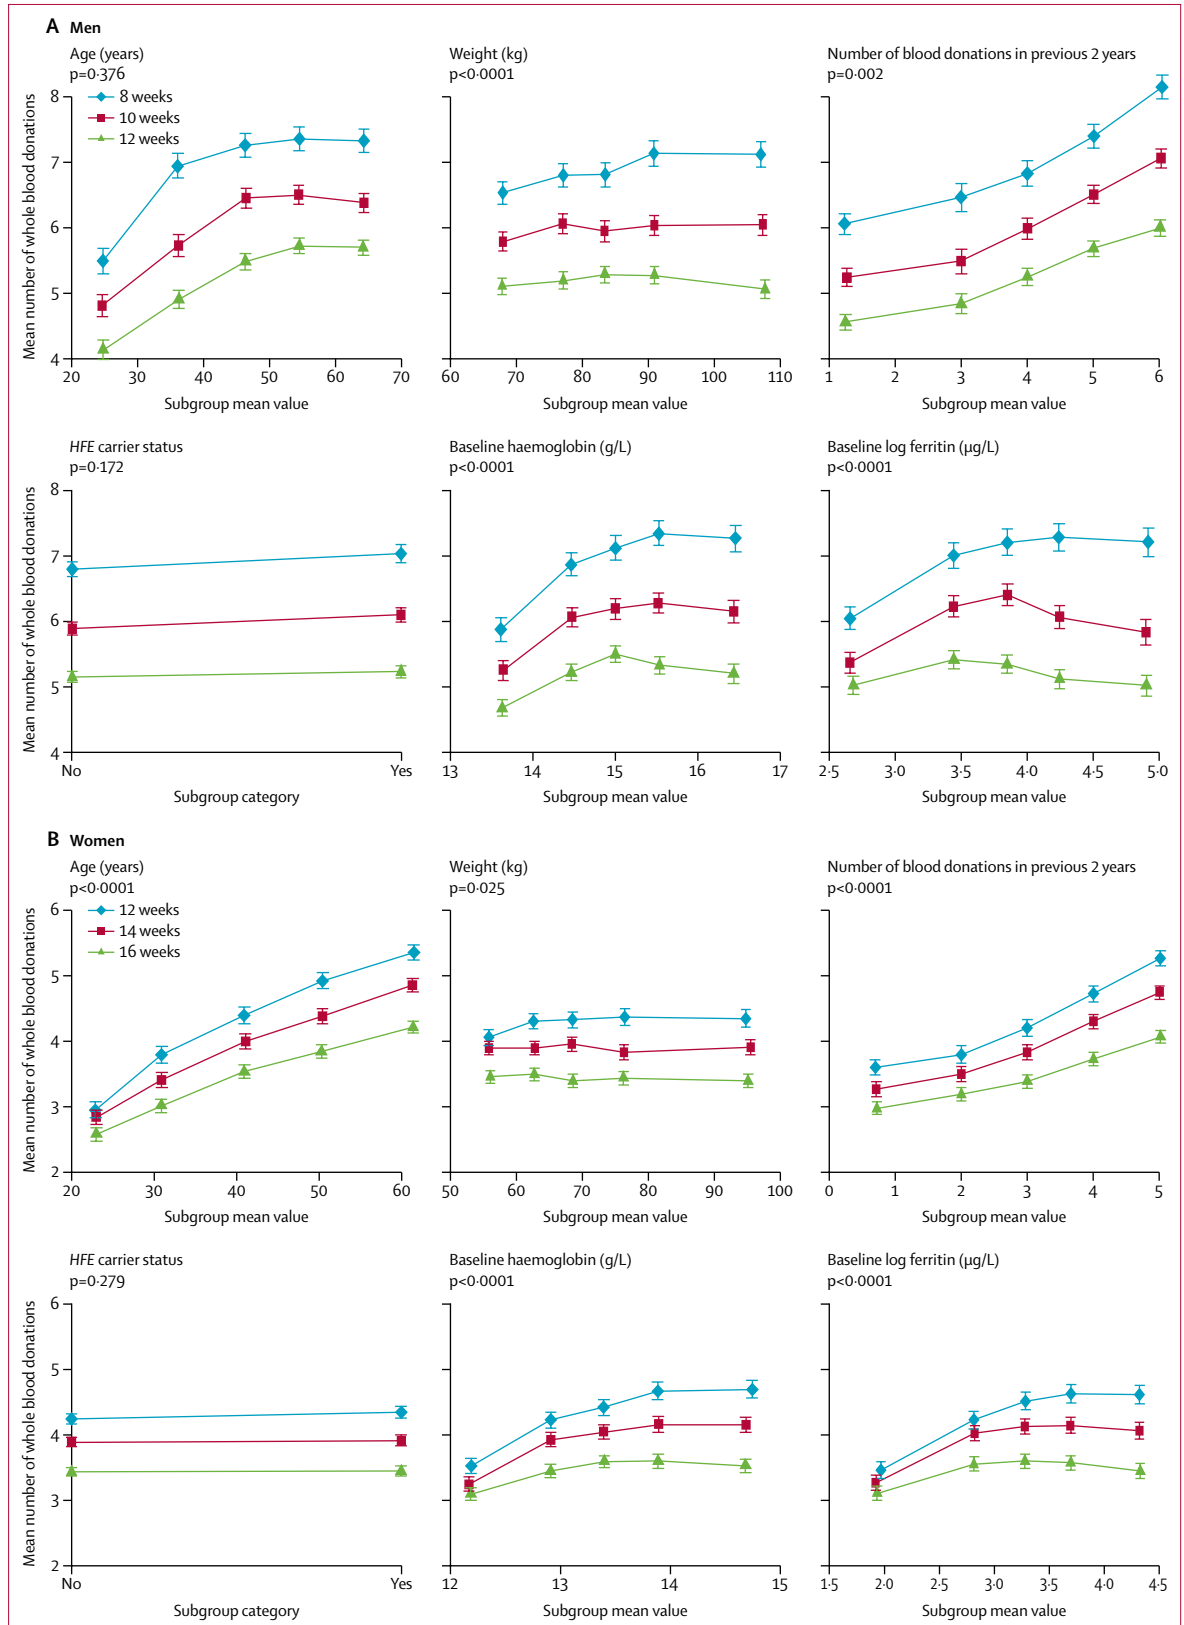 A Men
Age (years)
p=0·376
8 weeks
10 weeks
12 weeks
Mean number of whole blood donations
8
7
6
5
4
20 30 40 50 60 70
Subgroup mean value
Weight (kg)
p<0·0001
60 70 80 90 100 110
Subgroup mean value
Number of blood donations in previous 2 years
p=0·002
1 2 3 4 5 6
Subgroup mean value
HFE carrier status
p=0·172
Mean number of whole blood donations
8
7
6
5
4
No Yes
Subgroup category
Baseline haemoglobin (g/L)
p<0·0001
13 14 15 16 17
Subgroup mean value
Baseline log ferritin (µg/L)
p<0·0001
2·5 3·0 3·5 4·0 4·5 5·0
Subgroup mean value
B Women
Age (years)
p<0·0001
12 weeks
14 weeks
16 weeks
Mean number of whole blood donations
6
5
4
3
2
20 30 40 50 60
Subgroup mean value
Weight (kg)
p=0·025
50 60 70 80 90 100
Subgroup mean value
Number of blood donations in previous 2 years
p<0·0001
0 1 2 3 4 5
Subgroup mean value
HFE carrier status
p=0·279
Mean number of whole blood donations
6
5
4
3
2
No Yes
Subgroup category
Baseline haemoglobin (g/L)
p<0·0001
12 13 14 15
Subgroup mean value
Baseline log ferritin (µg/L)
p<0·0001
1·5 2·0 2·5 3·0 3·5 4·0 4·5
Subgroup mean value